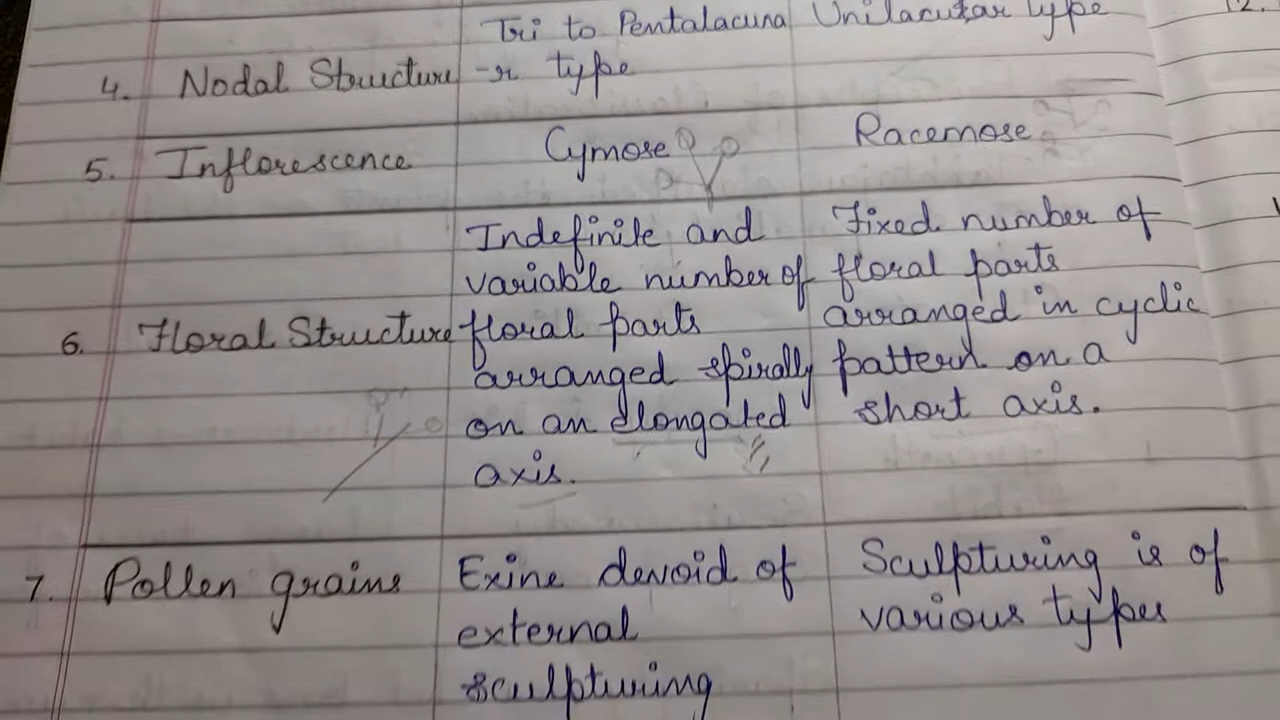 Tri to Pentalacuna Unilacular type 12.
4. Nodal Structure -r type
5. Inflorescence Cymose Racemose
Indefinite and Fixed number of
variable number of floral parts
6. Floral Structure floral parts arranged in cyclic
arranged spirally pattern on a
on an elongated short axis.
axis.
7. Pollen grains Exine devoid of Sculpturing is of
external various types
sculpturing